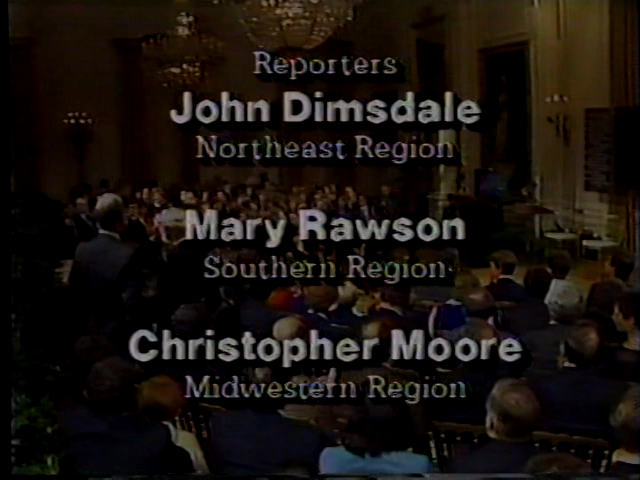 Reporters
John Dimsdale
Northeast Region
Mary Rawson
Southern Region
Christopher Moore
Midwestern Region